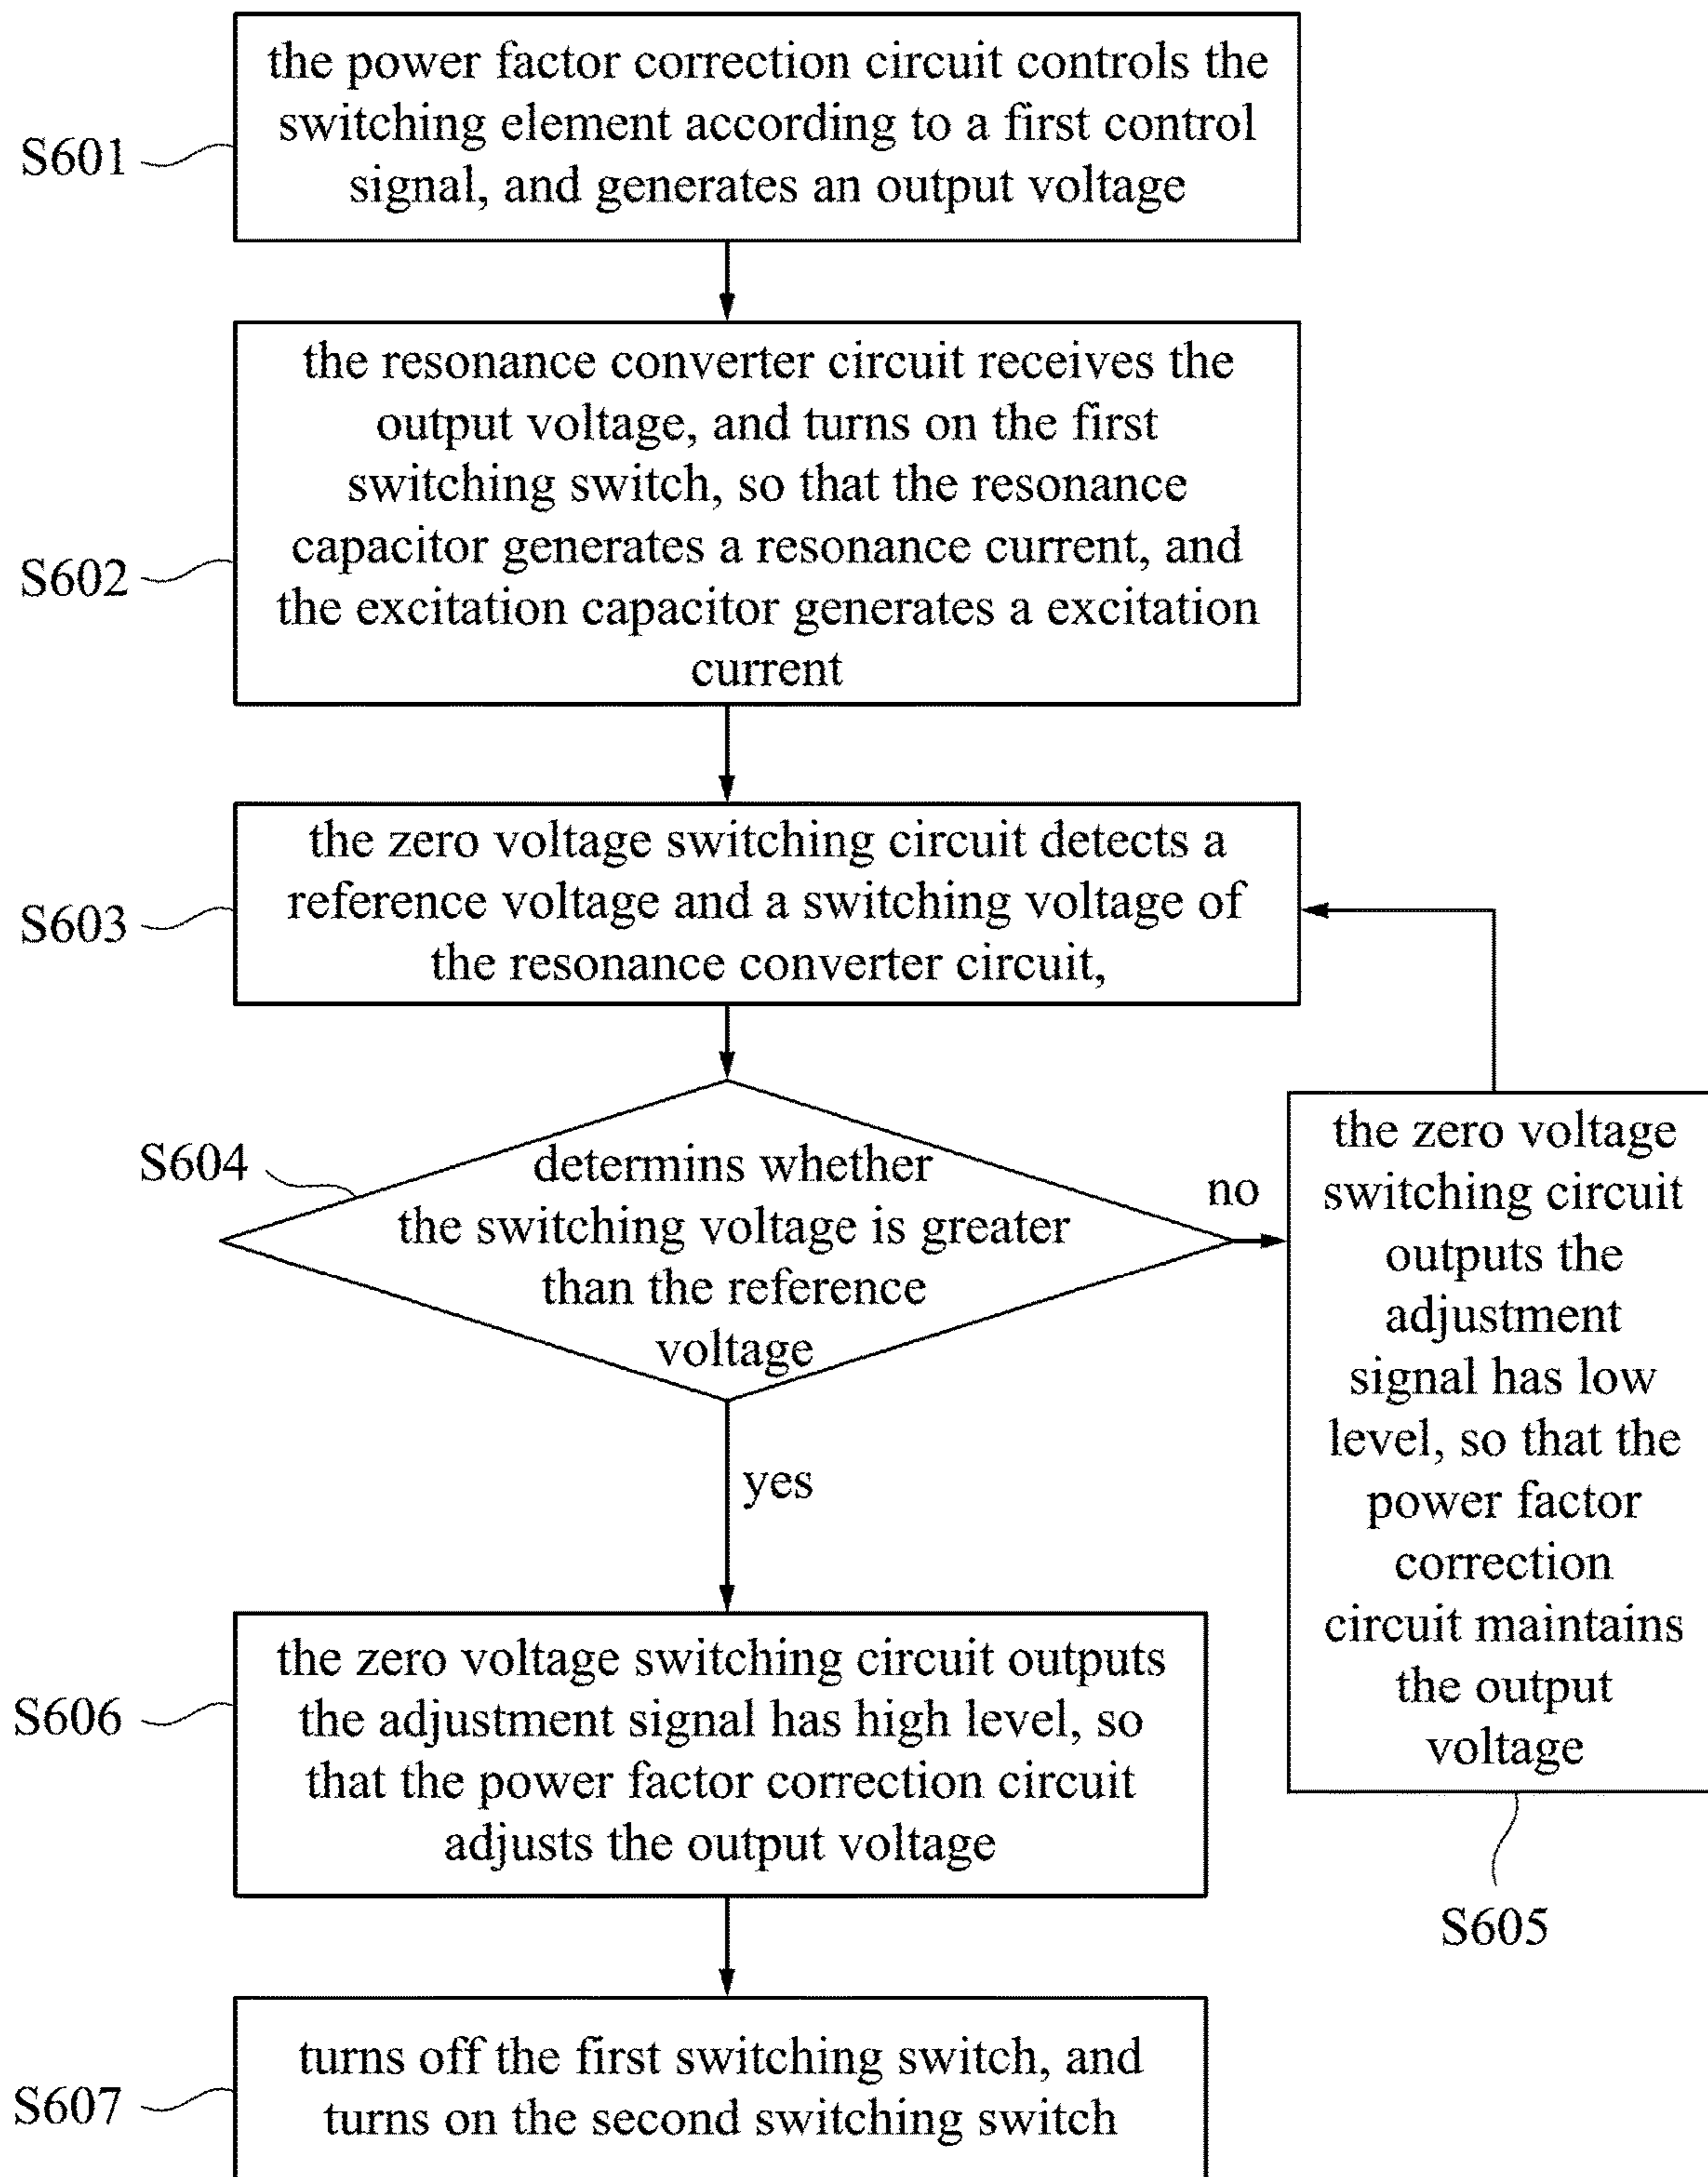 the power factor correction circuit controls the
switching element according to a first control
signal, and generates an output voltage
S601
the resonance converter circuit receives the
output voltage, and turns on the first
switching switch, so that the resonance
capacitor generates a resonance current, and
the excitation capacitor generates a excitation
current
S602
the zero voltage switching circuit detects a
reference voltage and a switching voltage of
the resonance converter circuit,
S603
S604
determins whether
the switching voltage is greater
than the reference
voltage
no
yes
the zero voltage
switching circuit
outputs the
adjustment
signal has low
level, so that the
power factor
correction
circuit maintains
the output
voltage
S605
the zero voltage switching circuit outputs
the adjustment signal has high level, so
that the power factor correction circuit
adjusts the output voltage
S606
turns off the first switching switch, and
turns on the second switching switch
S607